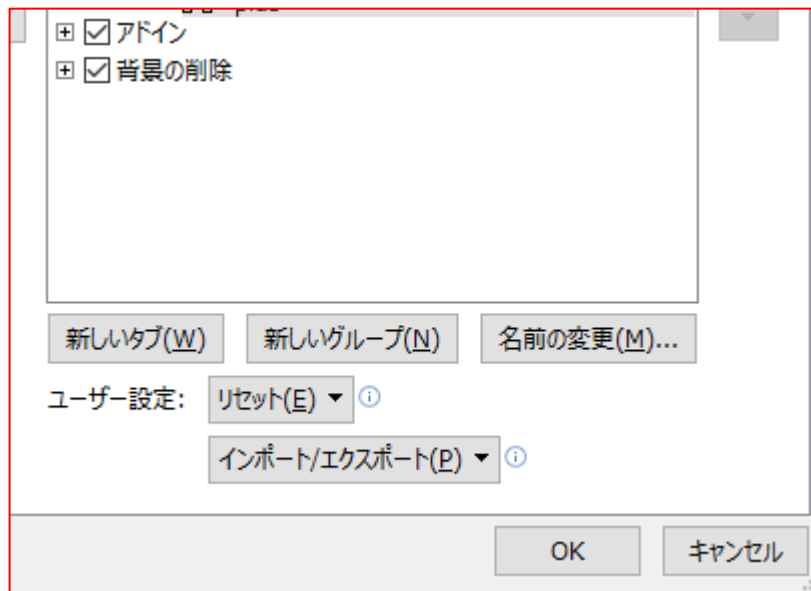 アドイン
背景の削除
新しいタブ(W)
新しいグループ(N)
名前の変更(M)...
ユーザー設定:
リセット(E)
インポート/エクスポート(P)
OK
キャンセル